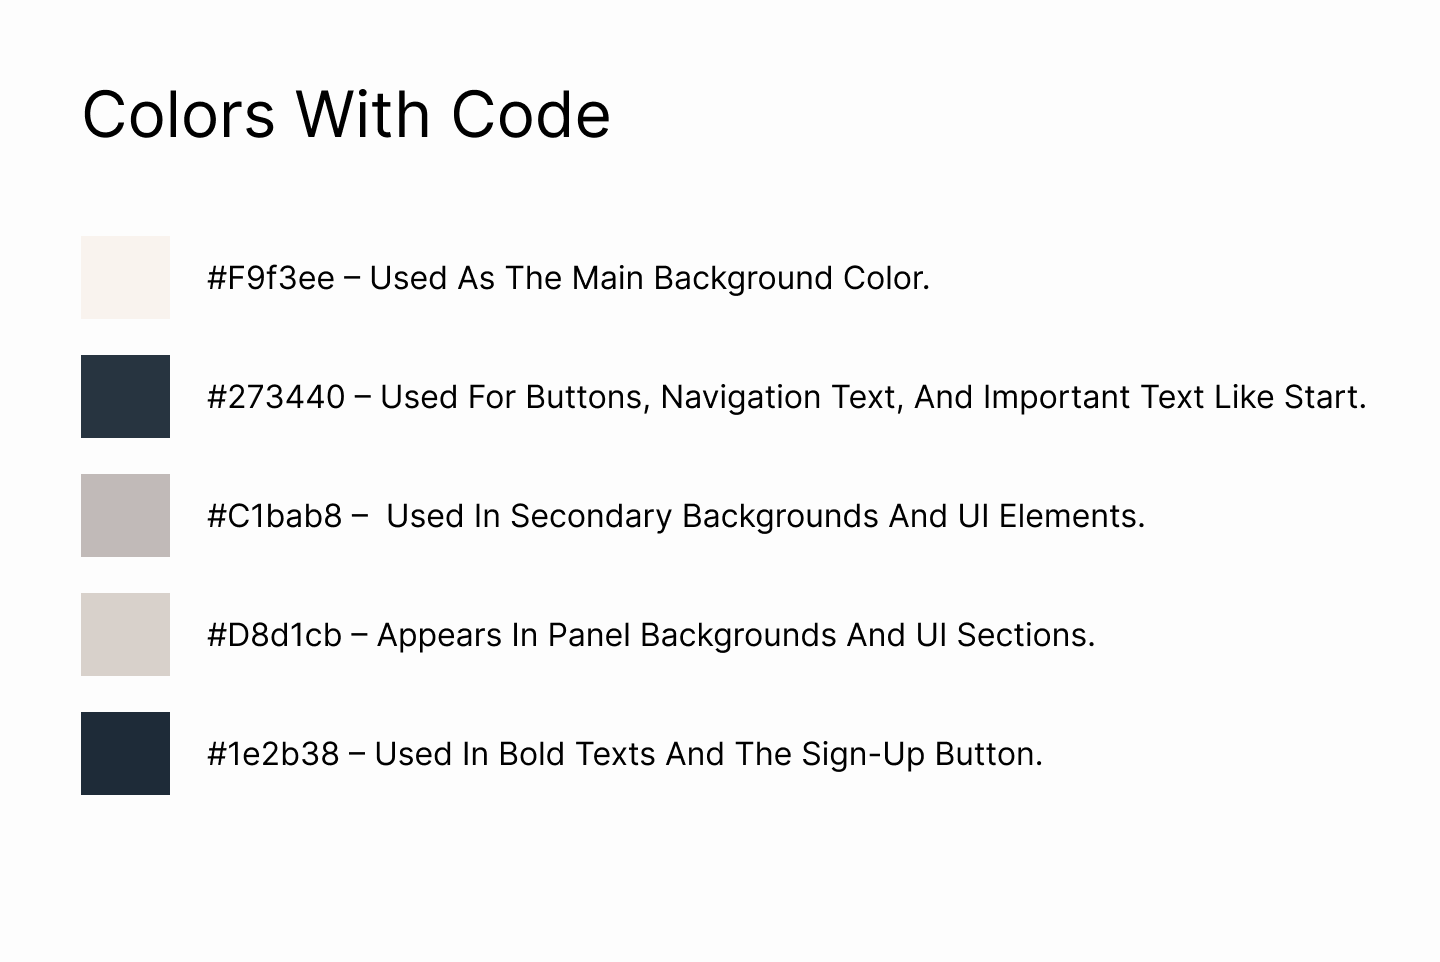 Colors With Code
#F9f3ee – Used As The Main Background Color.
#273440 – Used For Buttons, Navigation Text, And Important Text Like Start.
#C1bab8 –  Used In Secondary Backgrounds And UI Elements.
#D8d1cb – Appears In Panel Backgrounds And UI Sections.
#1e2b38 – Used In Bold Texts And The Sign-Up Button.